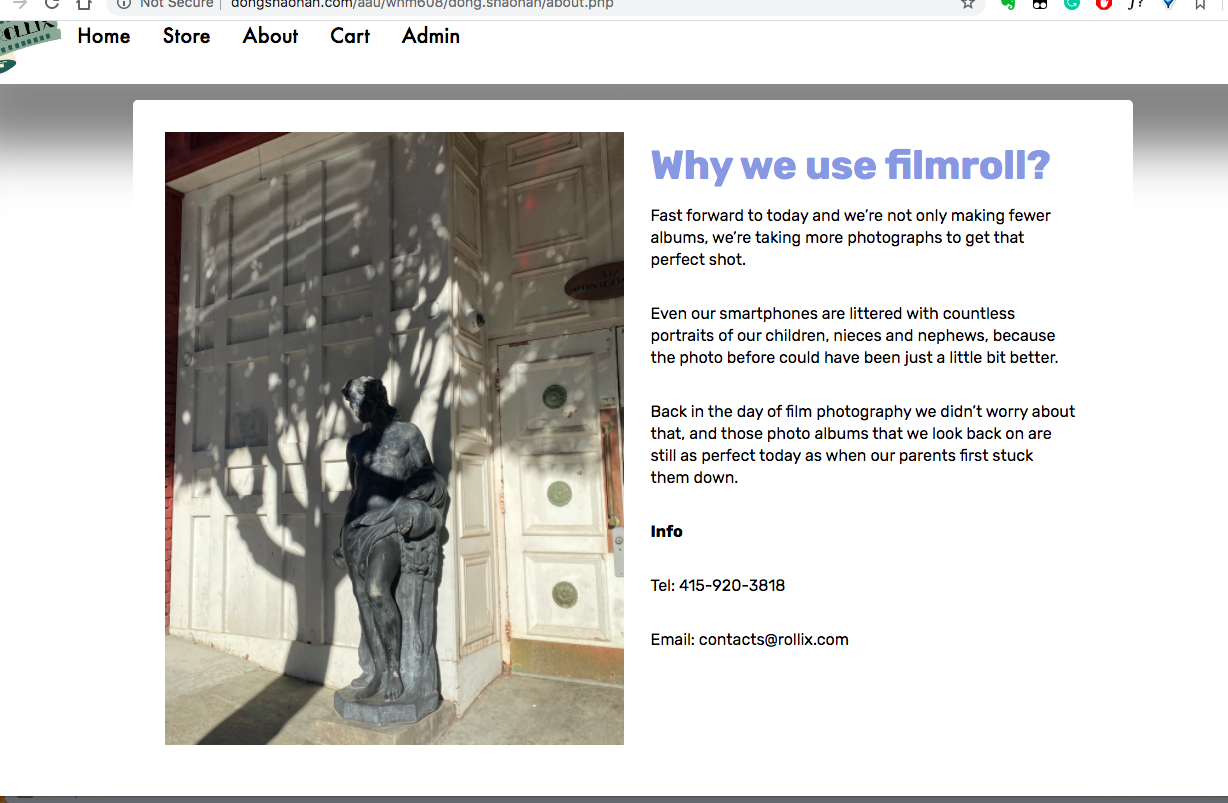 Not Secure | dongshaohan.com/aau/wnm608/dong.shaohan/about.php
ROLLIX
Home Store About Cart Admin
Why we use filmroll?
Fast forward to today and we’re not only making fewer
albums, we’re taking more photographs to get that
perfect shot.
Even our smartphones are littered with countless
portraits of our children, nieces and nephews, because
the photo before could have been just a little bit better.
Back in the day of film photography we didn’t worry about
that, and those photo albums that we look back on are
still as perfect today as when our parents first stuck
them down.
Info
Tel: 415-920-3818
Email: contacts@rollix.com